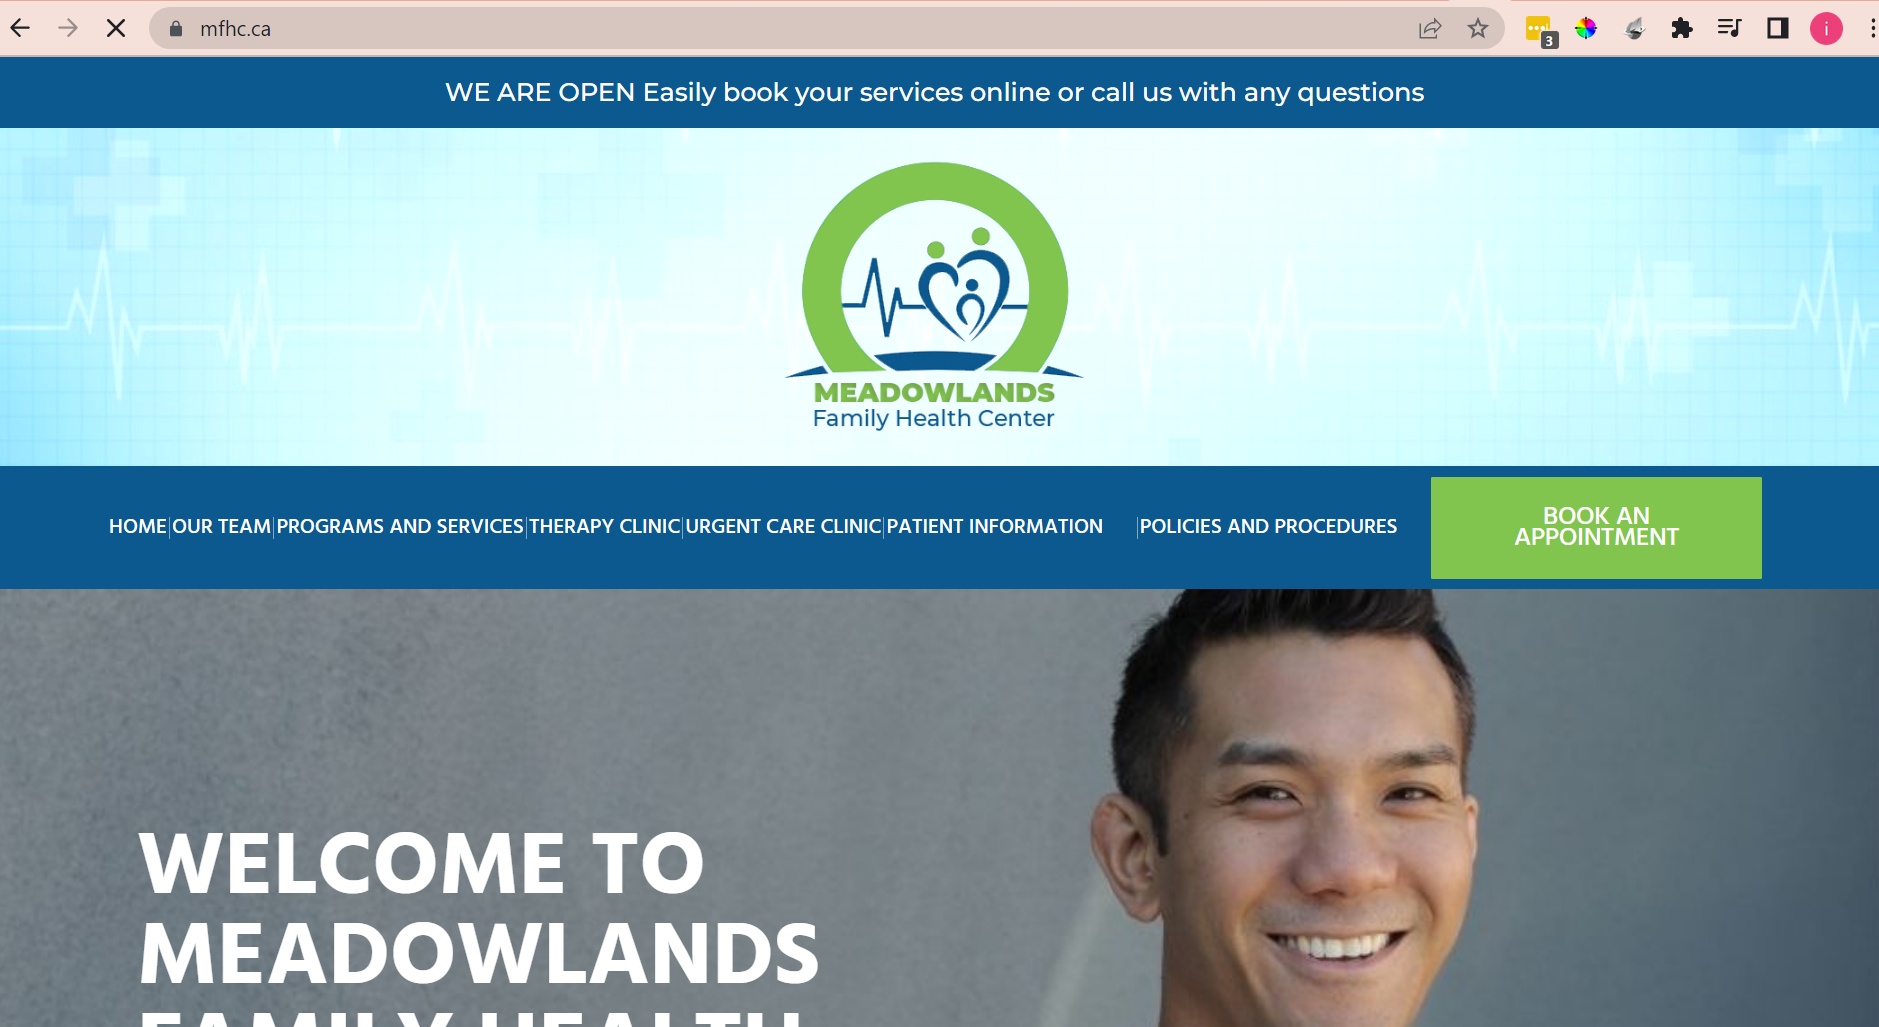 mfhc.ca
3
i
WE ARE OPEN Easily book your services online or call us with any questions
MEADOWLANDS
Family Health Center
HOME
OUR TEAM
PROGRAMS AND SERVICES
THERAPY CLINIC
URGENT CARE CLINIC
PATIENT INFORMATION
POLICIES AND PROCEDURES
BOOK AN
APPOINTMENT
WELCOME TO
MEADOWLANDS
FAMILY HEALTH